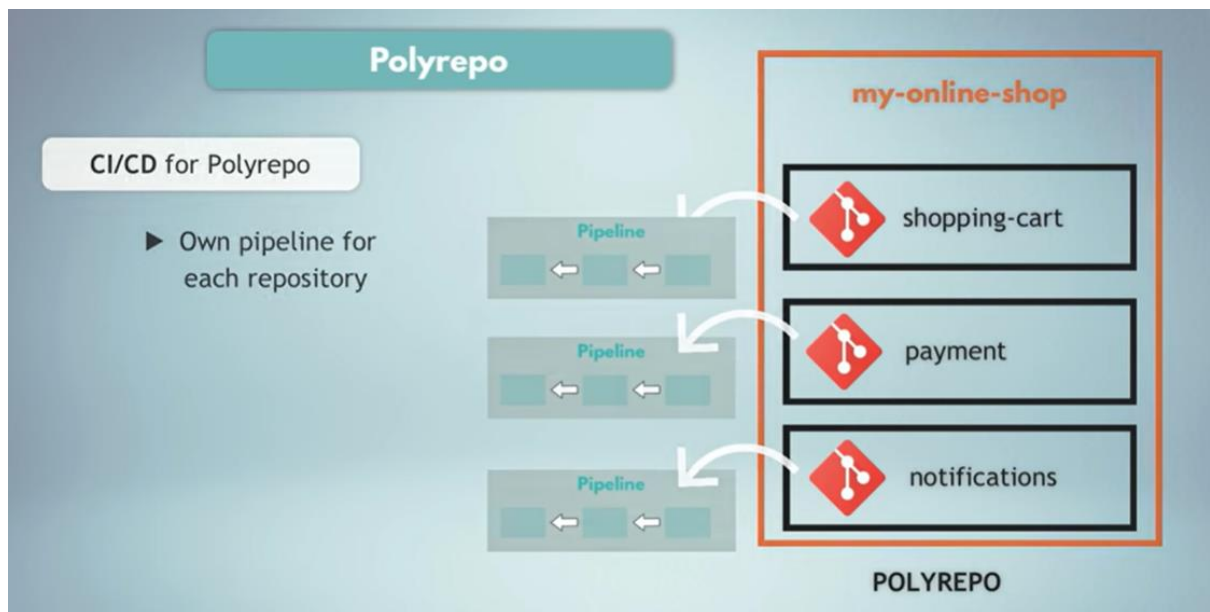 Polyrepo
my-online-shop
CI/CD for Polyrepo
▶ Own pipeline for
each repository
shopping-cart
Pipeline
payment
Pipeline
notifications
Pipeline
POLYREPO